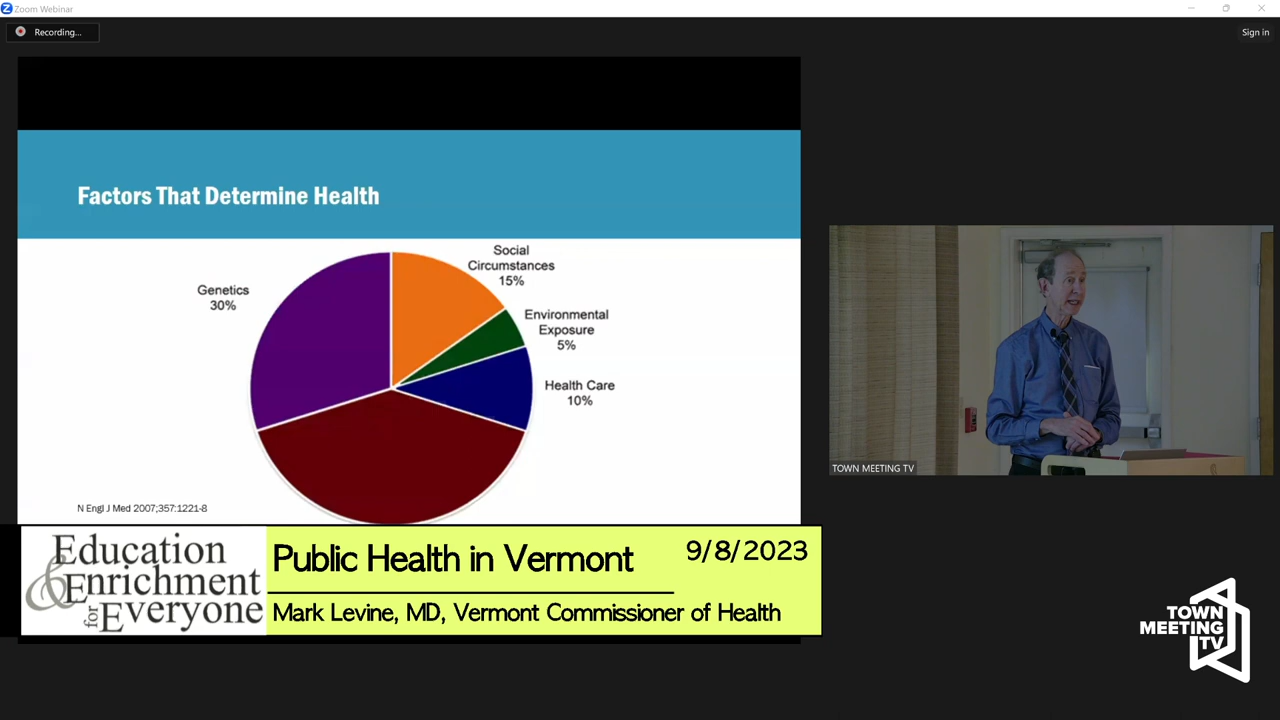 Zoom Webinar
Recording...
Sign in
Factors That Determine Health
Social
Circumstances
15%
Genetics
30%
Environmental
Exposure
5%
Health Care
10%
N Engl J Med 2007;357:1221-8
TOWN MEETING TV
Education
& Enrichment
for Everyone
Public Health in Vermont
9/8/2023
Mark Levine, MD, Vermont Commissioner of Health
TOWN
MEETING
TV